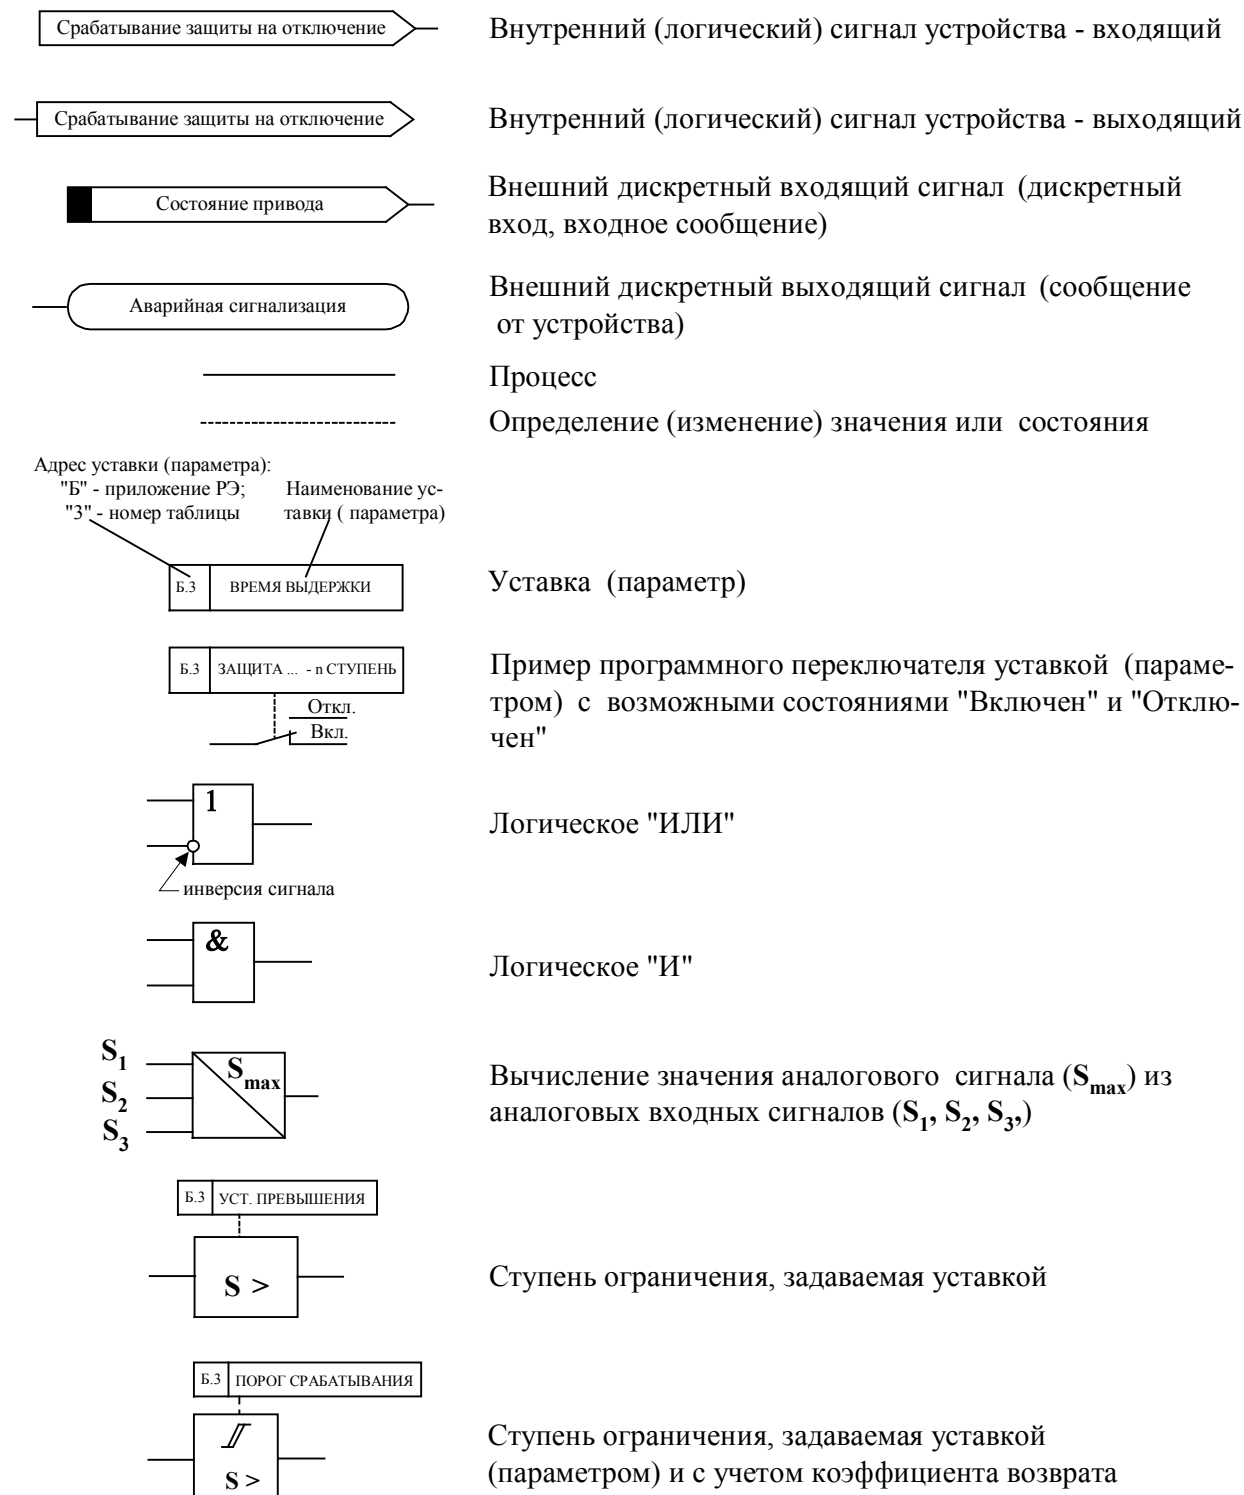 Срабатывание защиты на отключение
Внутренний (логический) сигнал устройства - входящий
Срабатывание защиты на отключение
Внутренний (логический) сигнал устройства - выходящий
Состояние привода
Внешний дискретный входящий сигнал (дискретный
вход, входное сообщение)
Аварийная сигнализация
Внешний дискретный выходящий сигнал (сообщение
от устройства)
Процесс
Определение (изменение) значения или состояния
Адрес уставки (параметра):
"Б" - приложение РЭ;
"3" - номер таблицы
Наименование ус-
тавки ( параметра)
Б.3 ВРЕМЯ ВЫДЕРЖКИ
Уставка (параметр)
Б.3 ЗАЩИТА ... - n СТУПЕНЬ
Откл.
Вкл.
Пример программного переключателя уставкой (параме-
тром) с возможными состояниями "Включен" и "Отклю-
чен"
1
инверсия сигнала
Логическое "ИЛИ"
&
Логическое "И"
S1
S2
S3
Smax
Вычисление значения аналогового сигнала (Smax) из
аналоговых входных сигналов (S1, S2, S3,)
Б.3 УСТ. ПРЕВЫШЕНИЯ
S >
Ступень ограничения, задаваемая уставкой
Б.3 ПОРОГ СРАБАТЫВАНИЯ
S >
Ступень ограничения, задаваемая уставкой
(параметром) и с учетом коэффициента возврата